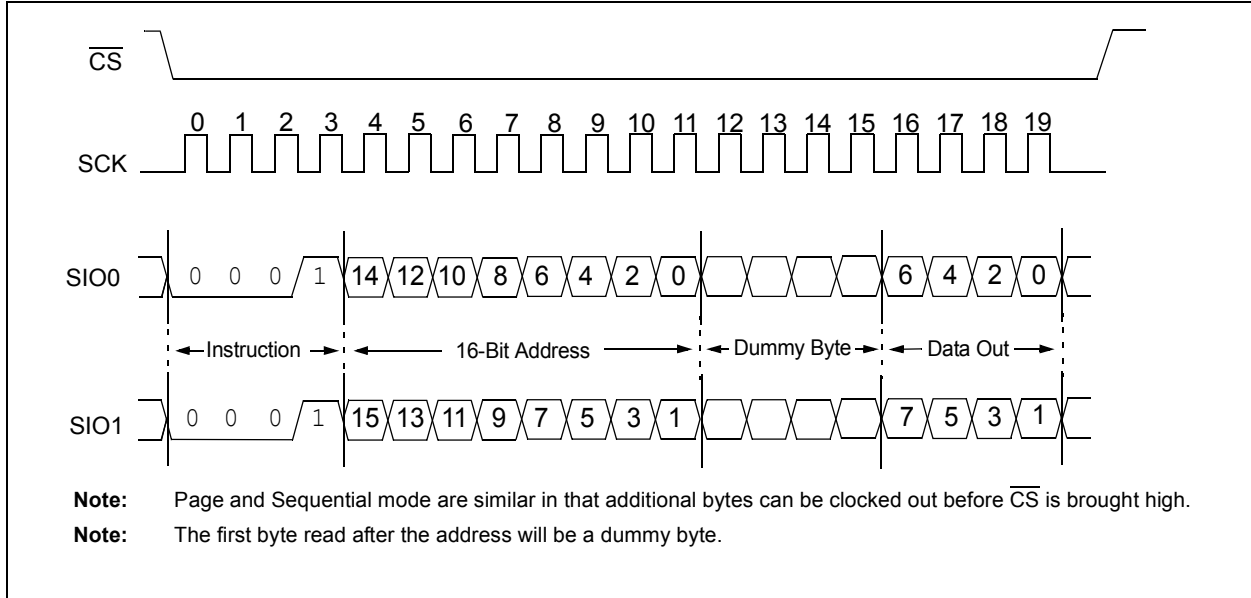 CS
0 1 2 3 4 5 6 7 8 9 10 11 12 13 14 15 16 17 18 19
SCK
SIO0 0 0 0 1 14 12 10 8 6 4 2 0 6 4 2 0
Instruction 16-Bit Address Dummy Byte Data Out
SIO1 0 0 0 1 15 13 11 9 7 5 3 1 7 5 3 1
Note: Page and Sequential mode are similar in that additional bytes can be clocked out before CS is brought high.
Note: The first byte read after the address will be a dummy byte.